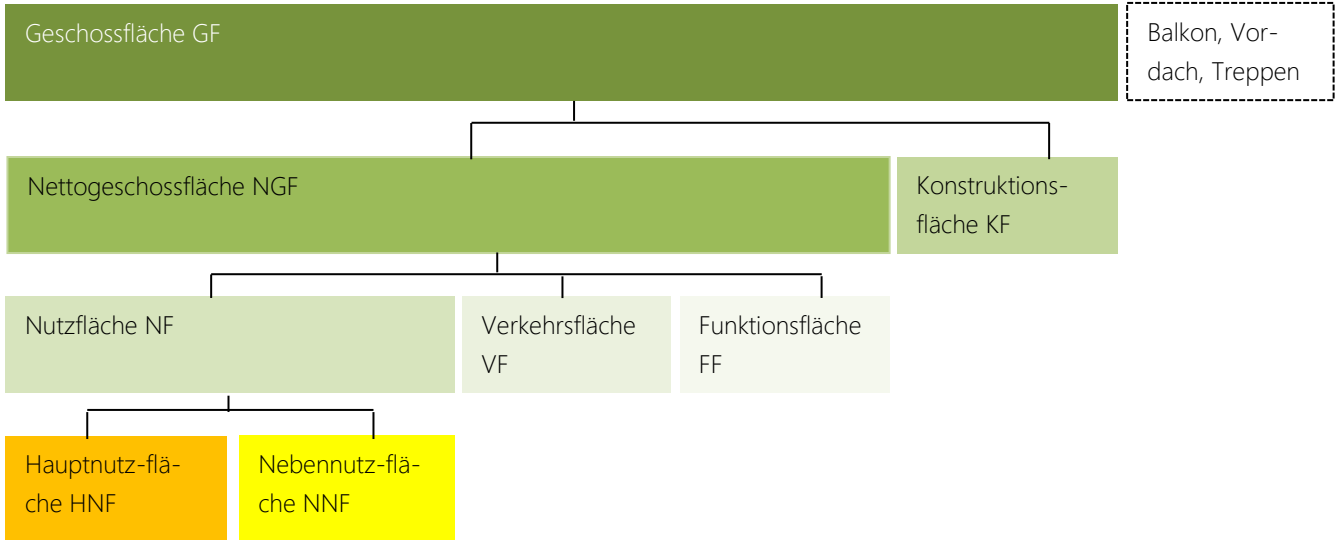 Geschossfläche GF
Balkon, Vor-
dach, Treppen
Nettogeschossfläche NGF
Konstruktions-
fläche KF
Nutzfläche NF
Verkehrsfläche
VF
Funktionsfläche
FF
Hauptnutz-flä-
che HNF
Nebennutz-flä-
che NNF